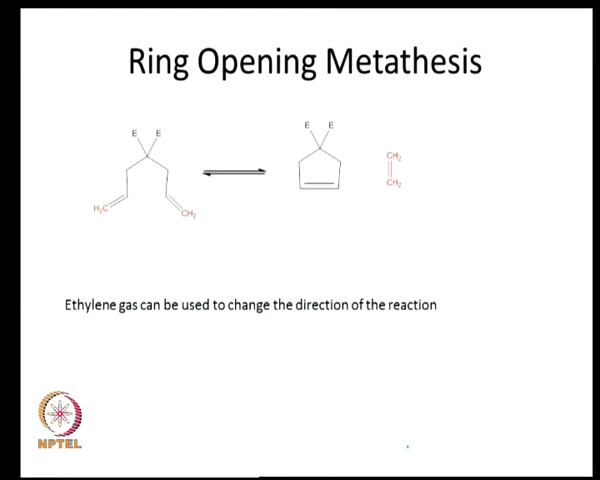 Ring Opening Metathesis
E E
E E
H2C
CH2
CH2
CH2
Ethylene gas can be used to change the direction of the reaction
NPTEL